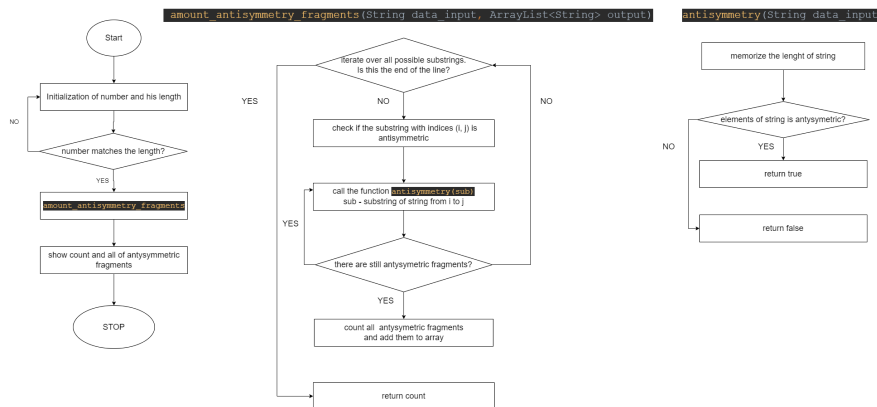 Start
Initialization of number and his length
NO
number matches the length?
YES
amount_antisymmetry_fragments
show count and all of antysymmetric
fragments
STOP
amount_antisymmetry_fragments(String data_input, ArrayList<String> output)
iterate over all possible substrings.
Is this the end of the line?
YES
NO
NO
check if the substring with indices (i, j) is
antisymmetric
call the function antisymmetry(sub)
sub - substring of string from i to j
YES
there are still antysymetric fragments?
YES
count all antysymetric fragments
and add them to array
return count
antisymmetry(String data_input
memorize the lenght of string
elements of string is antysymetric?
NO
YES
return true
return false